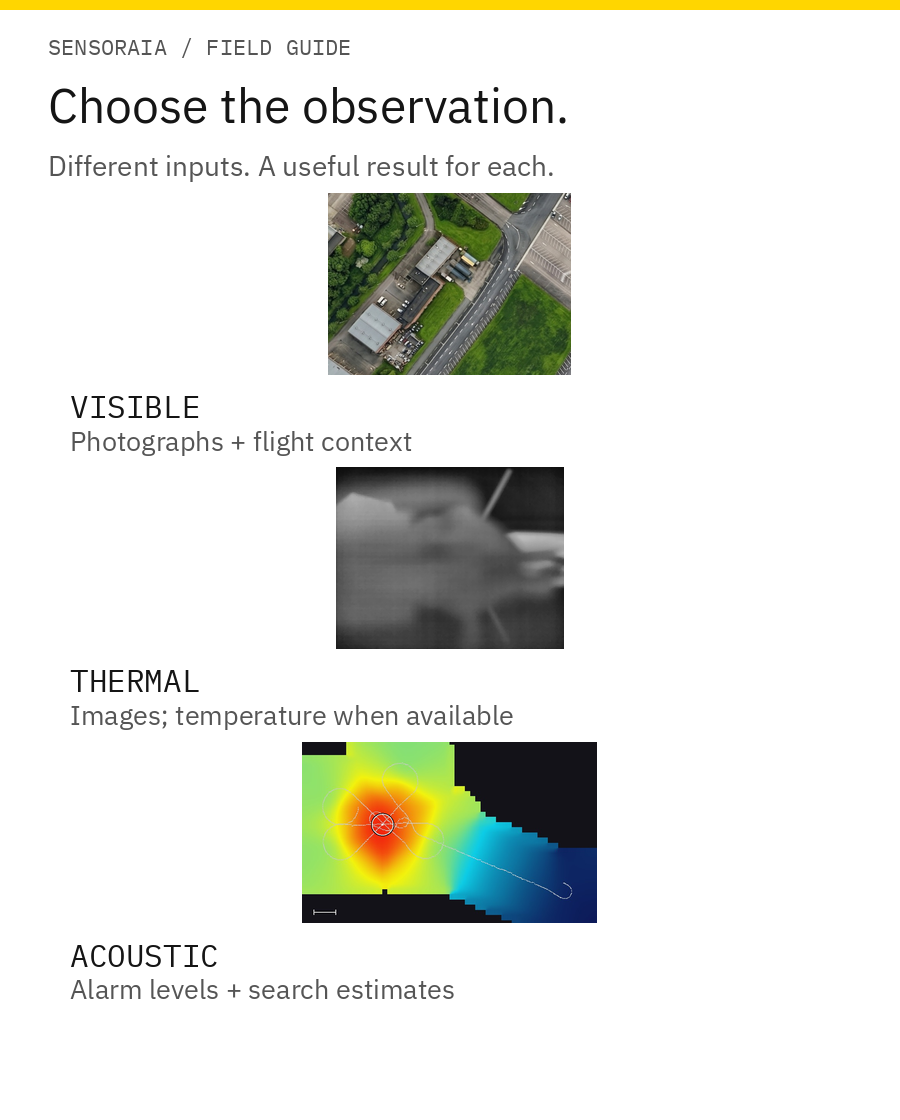 SENSORAIA / FIELD GUIDE
Choose the observation.
Different inputs. A useful result for each.
VISIBLE
Photographs + flight context
THERMAL
Images; temperature when available
ACOUSTIC
Alarm levels + search estimates